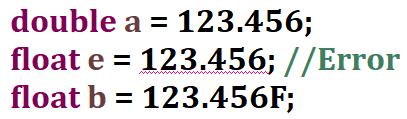 double a = 123.456;
float e = 123.456; //Error
float b = 123.456F;